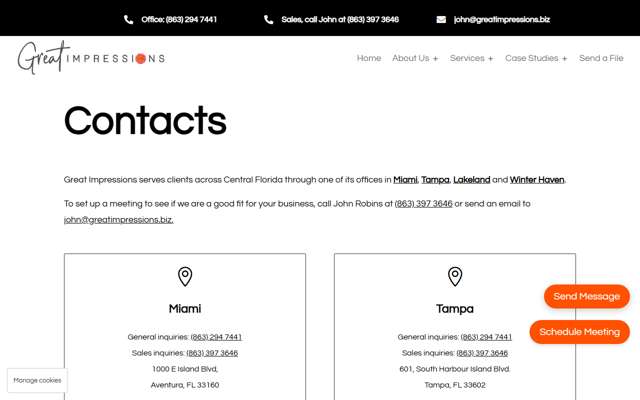 Office: (863) 294 7441 Sales, call John at (863) 397 3646 john@greatimpressions.biz
Great IMPRESSIONS
Home About Us + Services + Case Studies + Send a File
Contacts
Great Impressions serves clients across Central Florida through one of its offices in Miami, Tampa, Lakeland and Winter Haven.
To set up a meeting to see if we are a good fit for your business, call John Robins at (863) 397 3646 or send an email to
john@greatimpressions.biz.
Miami
General inquiries: (863) 294 7441
Sales inquiries: (863) 397 3646
1000 E Island Blvd,
Aventura, FL 33160
Tampa
General inquiries: (863) 294 7441
Sales inquiries: (863) 397 3646
601, South Harbour Island Blvd.
Tampa, FL 33602
Send Message
Schedule Meeting
Manage cookies